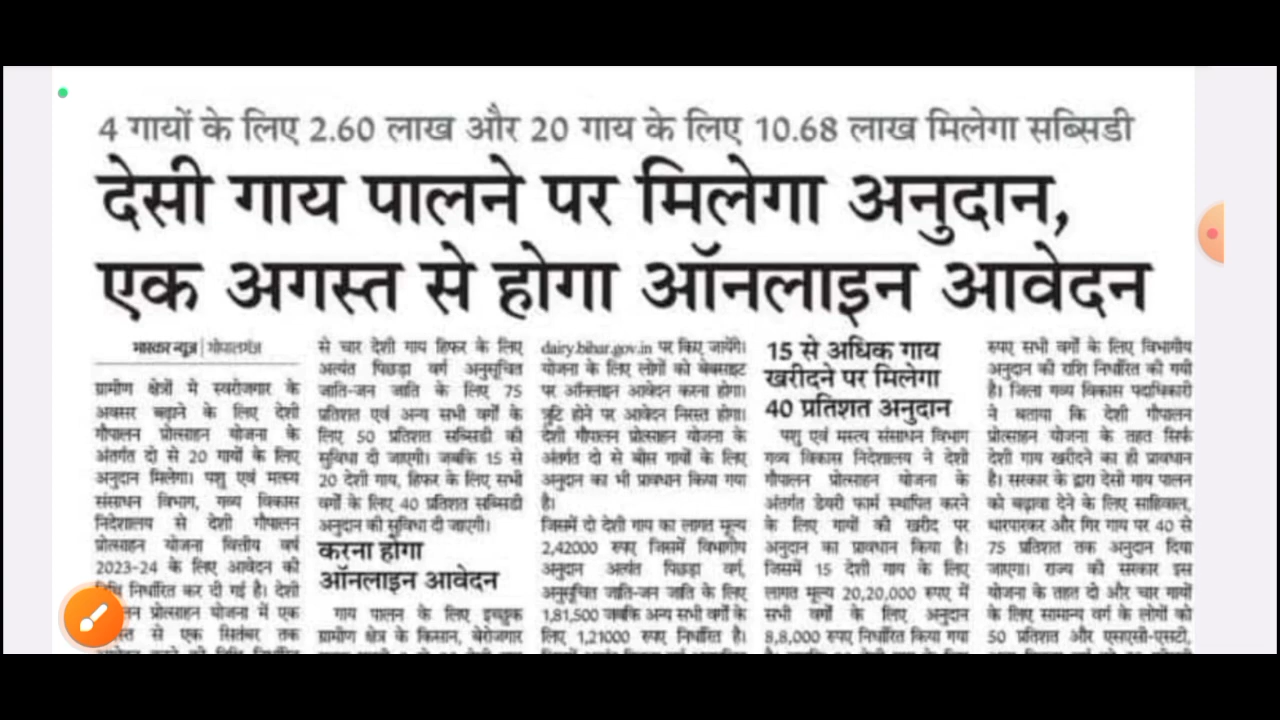 4 गायों के लिए 2.60 लाख और 20 गाय के लिए 10.68 लाख मिलेगा सब्सिडी
देसी गाय पालने पर मिलेगा अनुदान,
एक अगस्त से होगा ऑनलाइन आवेदन
भास्कर न्यूज | गोपालगंज
ग्रामीण क्षेत्रों में स्वरोजगार के
अवसर बढ़ाने के लिए देशी
गौपालन प्रोत्साहन योजना के
अंतर्गत दो से 20 गायों के लिए
अनुदान मिलेगा। पशु एवं मत्स्य
संसाधन विभाग, गव्य विकास
निदेशालय से देशी गौपालन
प्रोत्साहन योजना वित्तीय वर्ष
2023-24 के लिए आवेदन की
निर्धारित कर दी गई है। देशी
प्रोत्साहन योजना में एक
से एक सितंबर तक
से चार देशी गाय हिफर के लिए
अत्यंत पिछड़ा वर्ग अनुसूचित
जाति-जन जाति के लिए 75
प्रतिशत एवं अन्य सभी वर्गों के
लिए 50 प्रतिशत सब्सिडी की
सुविधा दी जाएगी। जबकि 15 से
20 देशी गाय, हिफर के लिए सभी
वर्गों के लिए 40 प्रतिशत सब्सिडी
अनुदान की सुविधा दी जाएगी।
करना होगा
ऑनलाइन आवेदन
गाय पालन के लिए इच्छुक
ग्रामीण क्षेत्र के किसान, बेरोजगार
dairy.bihar.gov.in पर किए जायेंगे।
योजना के लिए लोगों को बेबसाइट
पर ऑनलाइन आवेदन करना होगा।
त्रुटि होने पर आवेदन निरस्त होगा।
देशी गौपालन प्रोत्साहन योजना के
अंतर्गत दो से बीस गायों के लिए
अनुदान का भी प्रावधान किया गया
है।
जिसमें दो देशी गाय का लागत मूल्य
2,42000 रुपए जिसमें विभागीय
अनुदान अत्यंत पिछड़ा वर्ग,
अनुसूचित जाति-जन जाति के लिए
1,81,500 जबकि अन्य सभी वर्गों के
लिए 1,21000 रुपए निर्धारित है।
15 से अधिक गाय
खरीदने पर मिलेगा
40 प्रतिशत अनुदान
पशु एवं मत्स्य संसाधन विभाग
गव्य विकास निदेशालय ने देशी
गौपालन प्रोत्साहन योजना के
अंतर्गत डेयरी फार्म स्थापित करने
के लिए गायों की खरीद पर
अनुदान का प्रावधान किया है।
जिसमें 15 देशी गाय के लिए
लागत मूल्य 20,20,000 रुपए में
सभी वर्गों के लिए अनुदान
8,8,000 रुपए निर्धारित किया गया
रुपए सभी वर्गों के लिए विभागीय
अनुदान की राशि निर्धारित की गयी
है। जिला गव्य विकास पदाधिकारी
ने बताया कि देशी गौपालन
प्रोत्साहन योजना के तहत सिर्फ
देशी गाय खरीदने का ही प्रावधान
है। सरकार के द्वारा देसी गाय पालन
को बढ़ावा देने के लिए साहिवाल,
थारपारकर और गिर गाय पर 40 से
75 प्रतिशत तक अनुदान दिया
जाएगा। राज्य की सरकार इस
योजना के तहत दो और चार गायों
के लिए सामान्य वर्ग के लोगों को
50 प्रतिशत और एससी-एसटी,